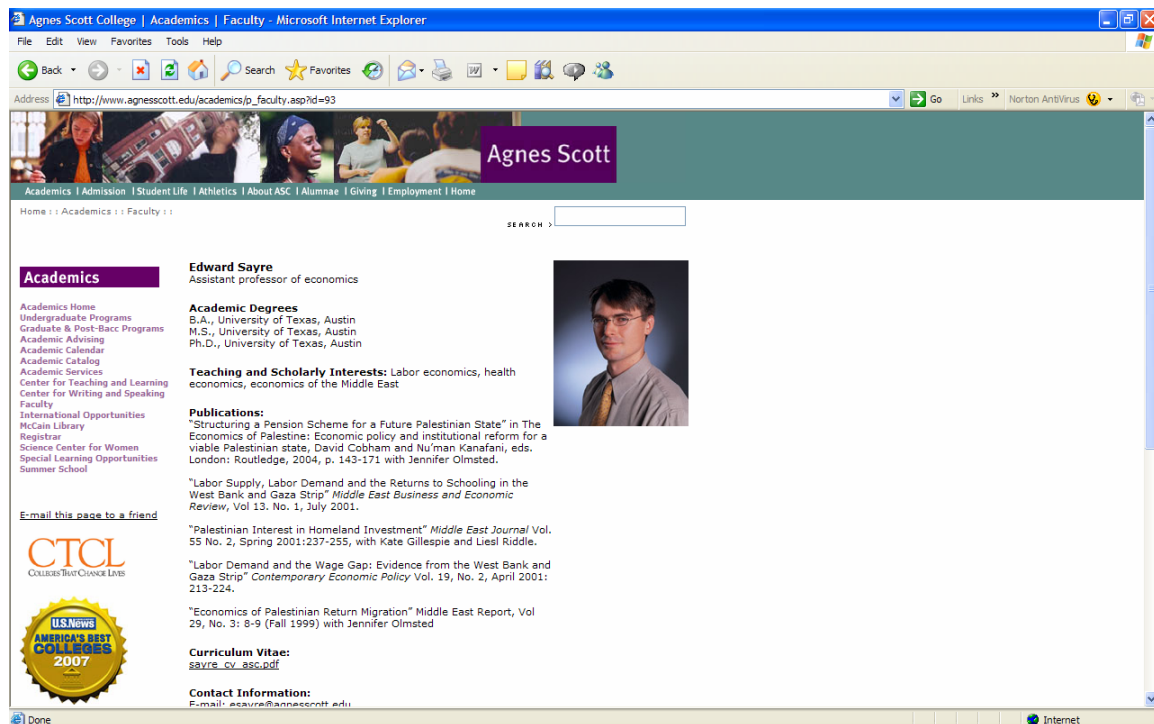 Agnes Scott College | Academics | Faculty - Microsoft Internet Explorer
File Edit View Favorites Tools Help
Back Search Favorites
Address http://www.agnesscott.edu/academics/p_faculty.asp?id=93 Go Links » Norton AntiVirus
Agnes Scott
Academics | Admission | Student Life | Athletics | About ASC | Alumnae | Giving | Employment | Home
Home : : Academics : : Faculty : :
SEARCH >
Academics
Academics Home
Undergraduate Programs
Graduate & Post-Bacc Programs
Academic Advising
Academic Calendar
Academic Catalog
Academic Services
Center for Teaching and Learning
Center for Writing and Speaking
Faculty
International Opportunities
McCain Library
Registrar
Science Center for Women
Special Learning Opportunities
Summer School
E-mail this page to a friend
CTCL
COLLEGES THAT CHANGE LIVES
U.S.News
AMERICA'S BEST
COLLEGES
2007
Edward Sayre
Assistant professor of economics
Academic Degrees
B.A., University of Texas, Austin
M.S., University of Texas, Austin
Ph.D., University of Texas, Austin
Teaching and Scholarly Interests: Labor economics, health
economics, economics of the Middle East
Publications:
"Structuring a Pension Scheme for a Future Palestinian State" in The
Economics of Palestine: Economic policy and institutional reform for a
viable Palestinian state, David Cobham and Nu'man Kanafani, eds.
London: Routledge, 2004, p. 143-171 with Jennifer Olmsted.
"Labor Supply, Labor Demand and the Returns to Schooling in the
West Bank and Gaza Strip" Middle East Business and Economic
Review, Vol 13. No. 1, July 2001.
"Palestinian Interest in Homeland Investment" Middle East Journal Vol.
55 No. 2, Spring 2001:237-255, with Kate Gillespie and Liesl Riddle.
"Labor Demand and the Wage Gap: Evidence from the West Bank and
Gaza Strip" Contemporary Economic Policy Vol. 19, No. 2, April 2001:
213-224.
"Economics of Palestinian Return Migration" Middle East Report, Vol
29, No. 3: 8-9 (Fall 1999) with Jennifer Olmsted
Curriculum Vitae:
sayre_cv_asc.pdf
Contact Information:
E-mail: esayre@agnesscott.edu
Done Internet